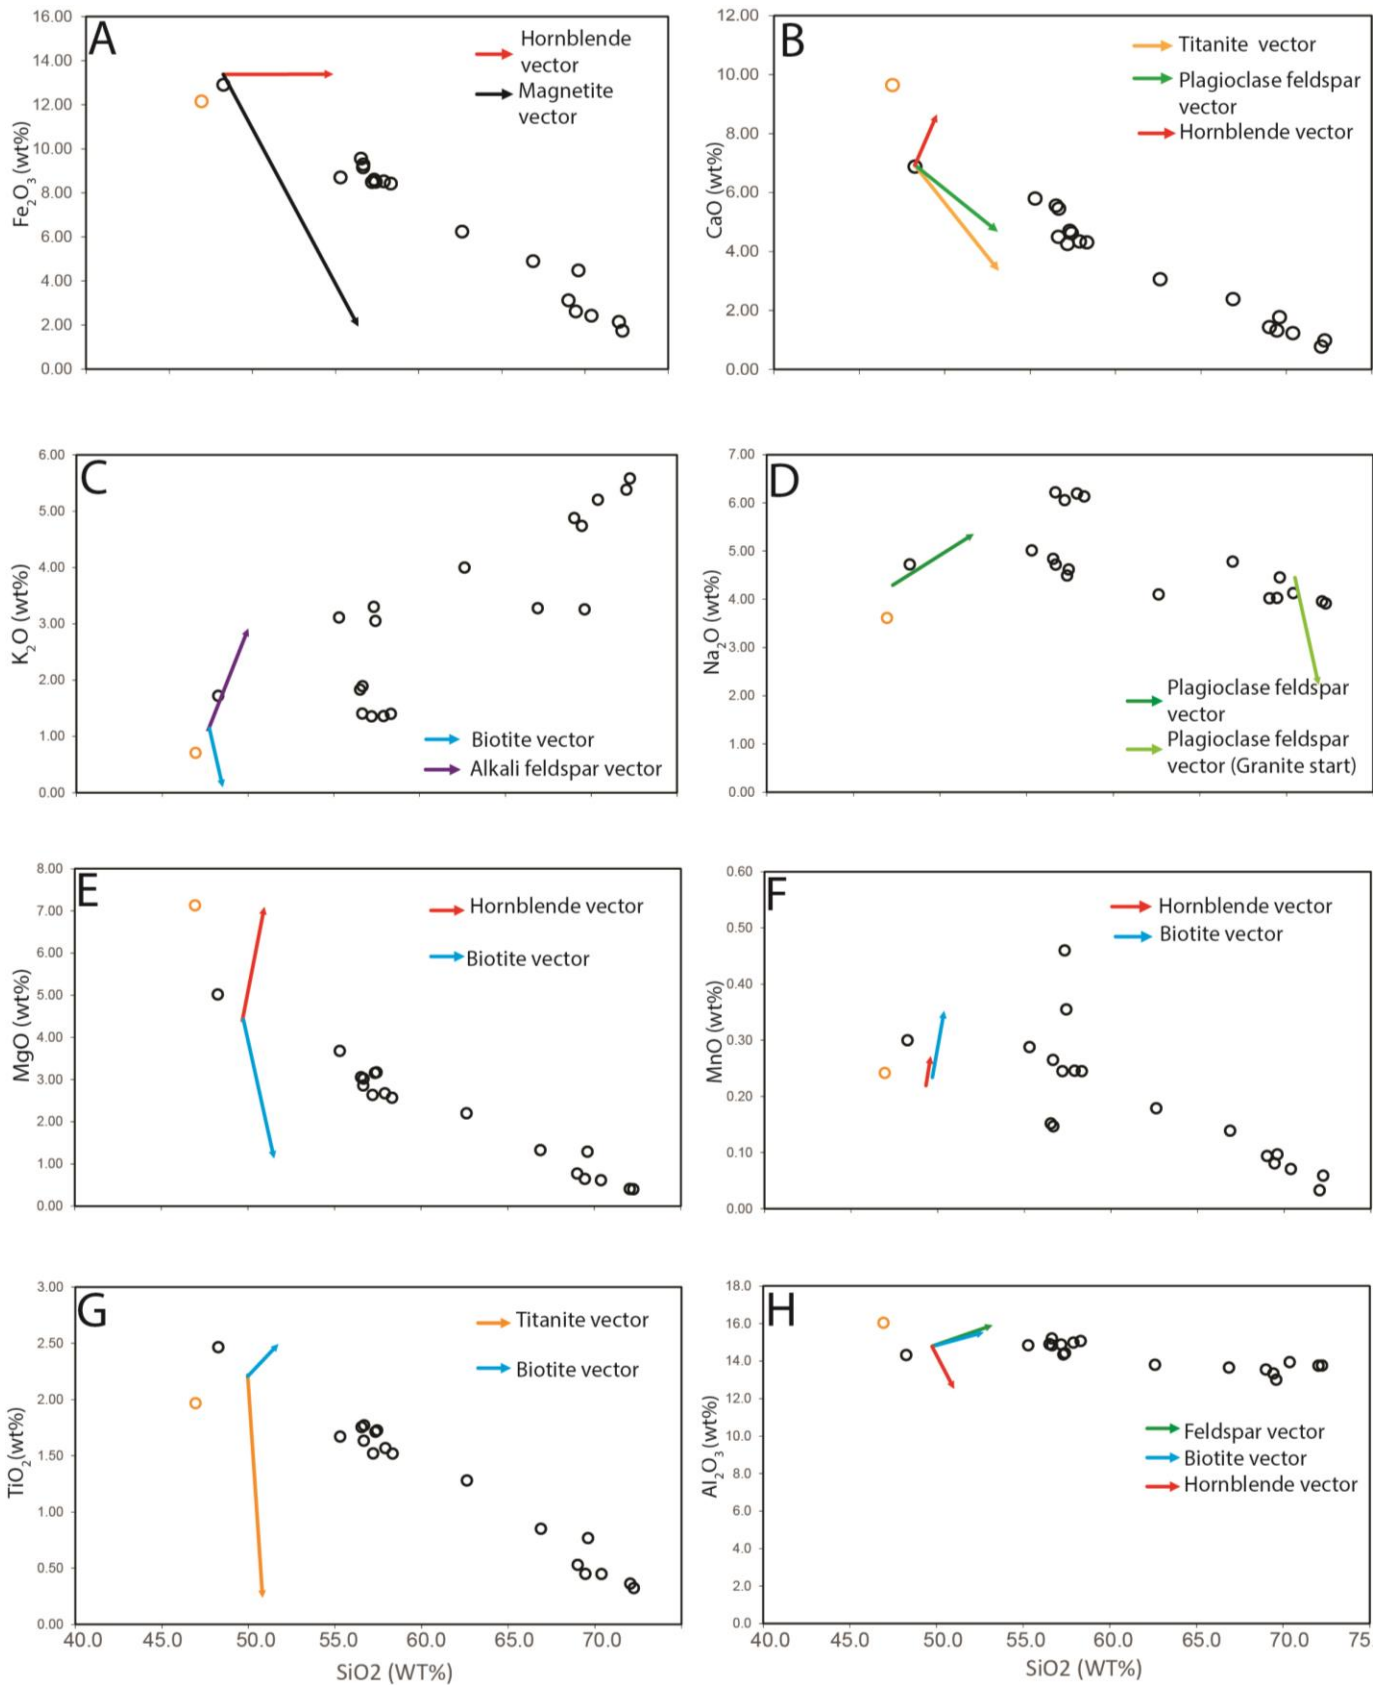 A
16.00
14.00
12.00
10.00
8.00
6.00
4.00
2.00
0.00
Fe2O3 (wt%)
Hornblende
vector
Magnetite
vector
B
12.00
10.00
8.00
6.00
4.00
2.00
0.00
CaO (wt%)
Titanite vector
Plagioclase feldspar
vector
Hornblende vector
C
6.00
5.00
4.00
3.00
2.00
1.00
0.00
K2O (wt%)
Biotite vector
Alkali feldspar vector
D
7.00
6.00
5.00
4.00
3.00
2.00
1.00
0.00
Na2O (wt%)
Plagioclase feldspar
vector
Plagioclase feldspar
vector (Granite start)
E
8.00
7.00
6.00
5.00
4.00
3.00
2.00
1.00
0.00
MgO (wt%)
Hornblende vector
Biotite vector
F
0.60
0.50
0.40
0.30
0.20
0.10
0.00
MnO (wt%)
Hornblende vector
Biotite vector
G
3.00
2.50
2.00
1.50
1.00
0.50
0.00
TiO2(wt%)
Titanite vector
Biotite vector
40.0 45.0 50.0 55.0 60.0 65.0 70.0
SiO2 (WT%)
H
18.0
16.0
14.0
12.0
10.0
8.0
6.0
4.0
2.0
0.0
Al2O3 (wt%)
Feldspar vector
Biotite vector
Hornblende vector
40.0 45.0 50.0 55.0 60.0 65.0 70.0 75.
SiO2 (WT%)